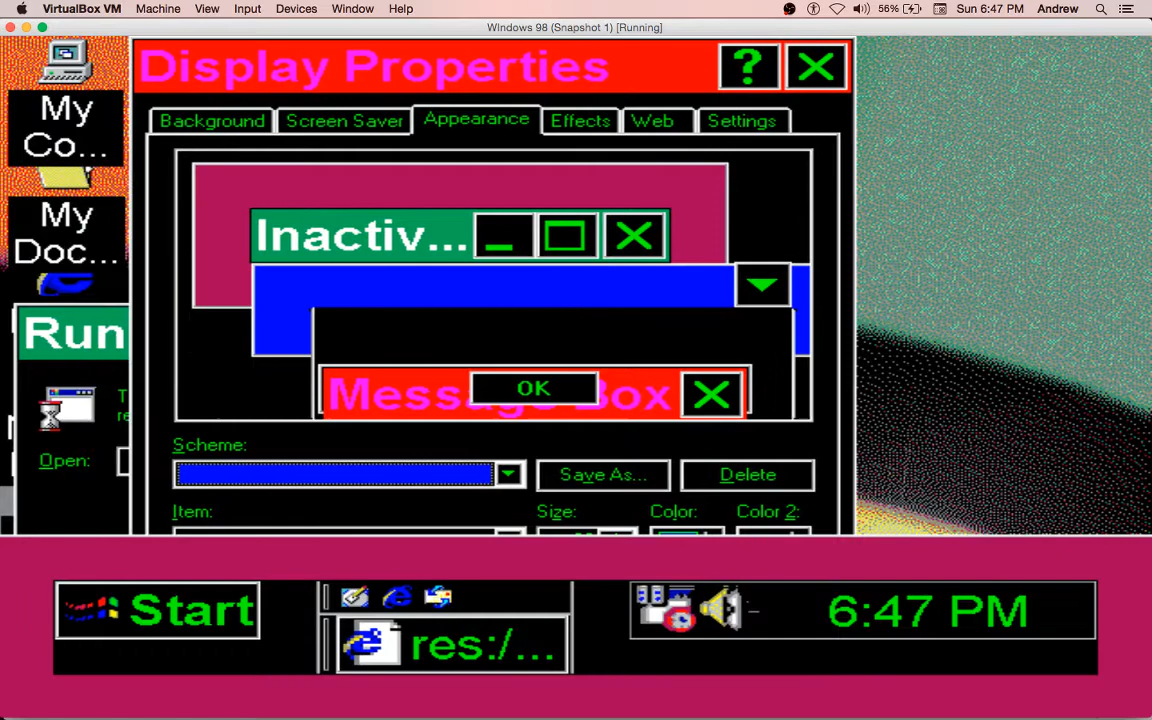 VirtualBox VM Machine View Input Devices Window Help 56% Sun 6:47 PM Andrew
WIndows 98 (Snapshot 1) [Running]
My
Co...
My
Doc...
Display Properties ?
Background Screen Saver Appearance Effects Web Settings
Inactiv...
Message Box
OK
Run
Open:
Scheme:
Save As... Delete
Item: Size: Color: Color 2:
Start
res:/...
6:47 PM